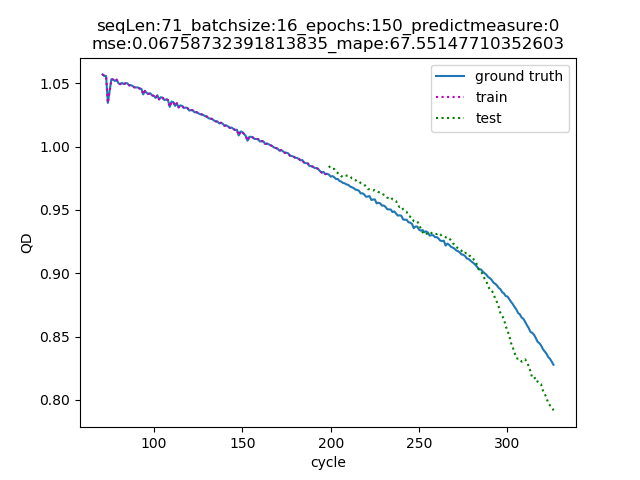 seqLen:71_batchsize:16_epochs:150_predictmeasure:0
mse:0.06758732391813835_mape:67.55147710352603
ground truth
train
test
1.05
1.00
0.95
0.90
0.85
0.80
QD
100 150 200 250 300
cycle